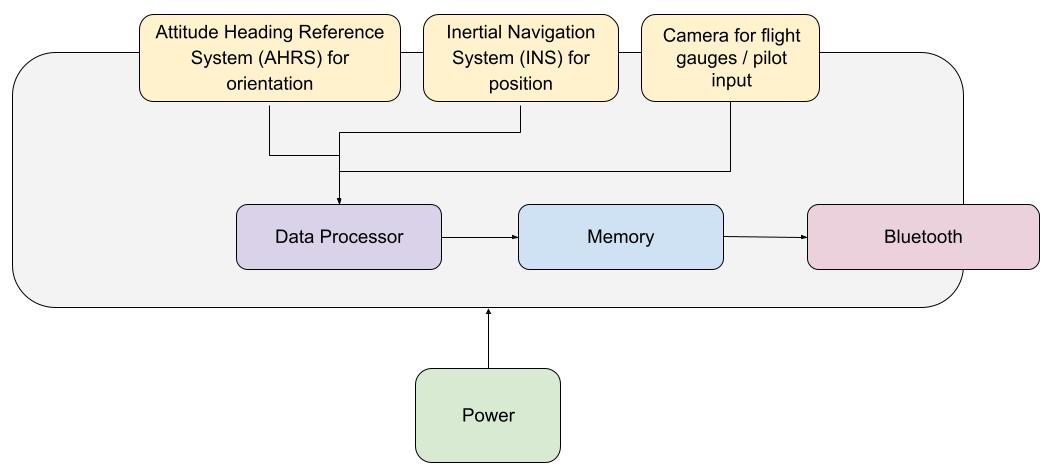 Attitude Heading Reference
System (AHRS) for
orientation
Inertial Navigation
System (INS) for
position
Camera for flight
gauges / pilot
input
Data Processor
Memory
Bluetooth
Power